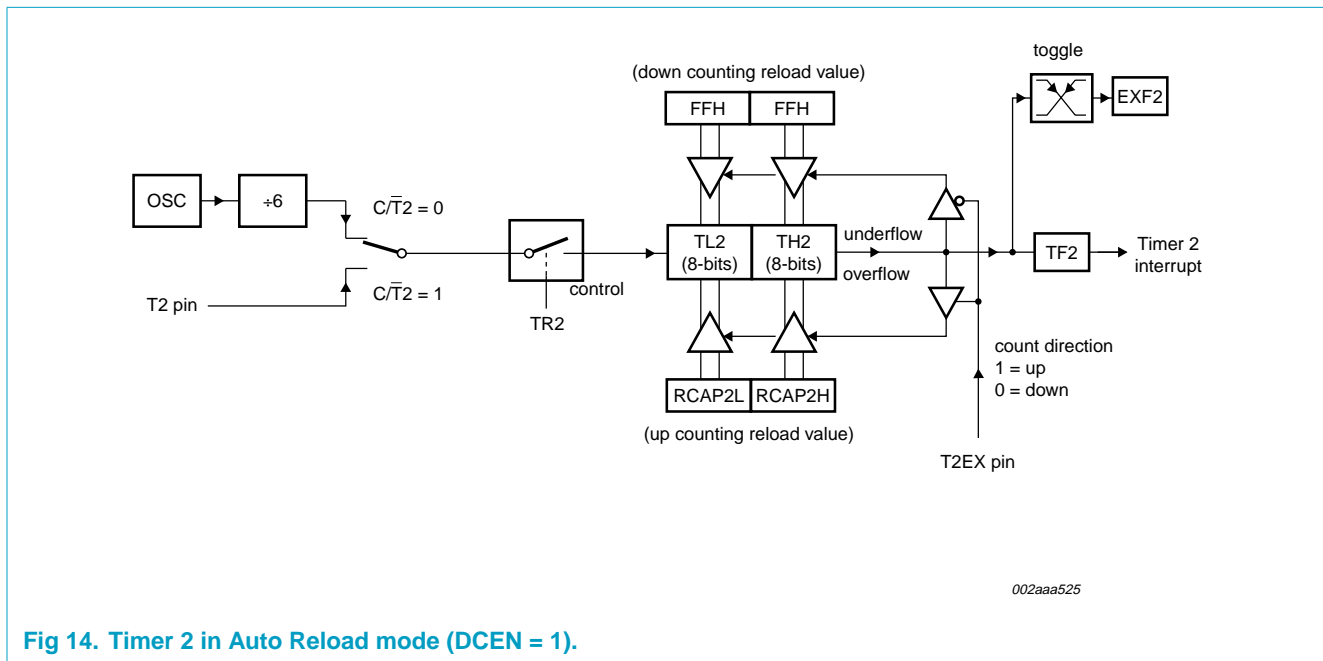 toggle
(down counting reload value)
FFH FFH EXF2
OSC ÷6
C/T̅2 = 0
TL2 TH2 underflow
(8-bits) (8-bits) TF2 Timer 2
overflow interrupt
C/T̅2 = 1 control
T2 pin
TR2
count direction
1 = up
0 = down
RCAP2L RCAP2H
(up counting reload value)
T2EX pin
002aaa525
Fig 14. Timer 2 in Auto Reload mode (DCEN = 1).